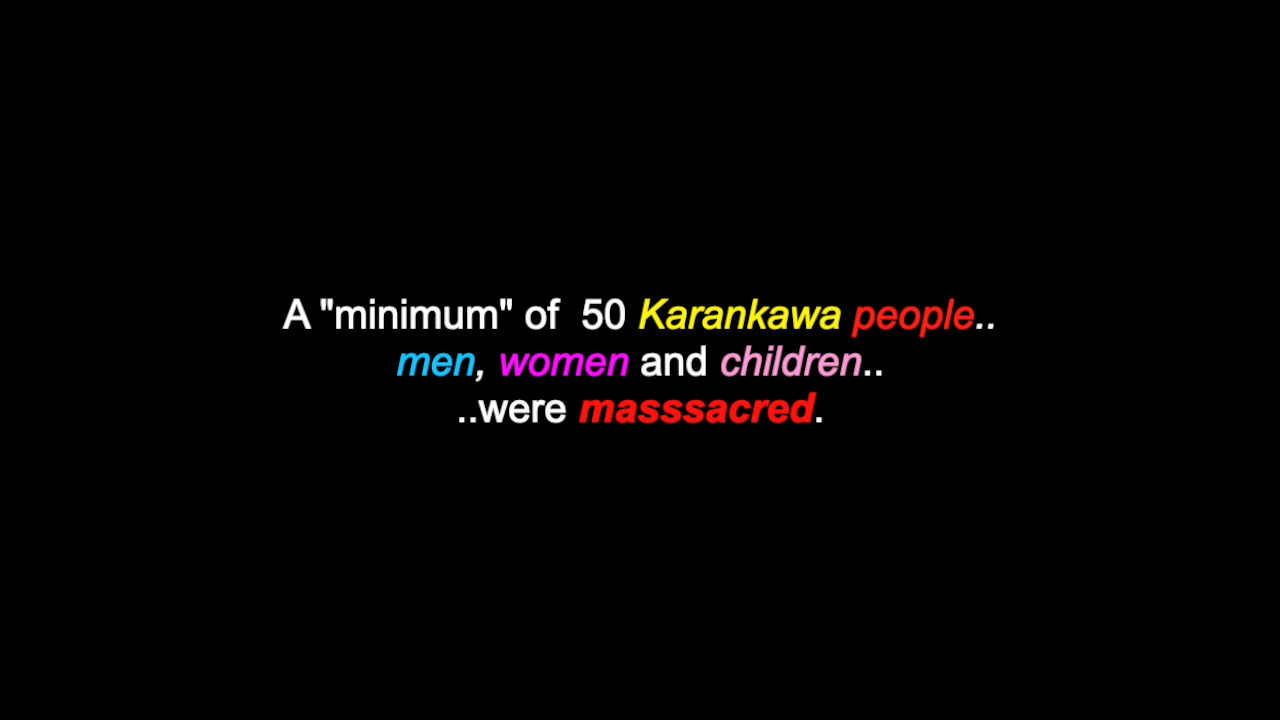 A "minimum" of  50 Karankawa people..
men, women and children..
..were masssacred.